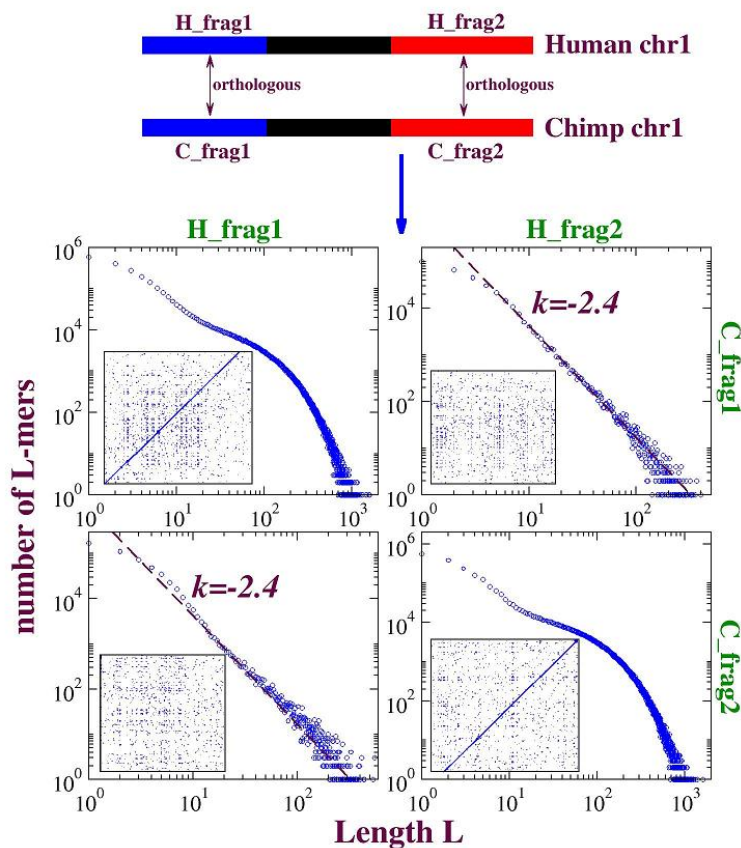 H_frag1 H_frag2
Human chr1
orthologous orthologous
Chimp chr1
C_frag1 C_frag2
H_frag1 H_frag2
10^6
10^4
10^2
10^0
10^0 10^1 10^2 10^3
k=-2.4
10^4
10^2
10^0
10^0 10^1 10^2
C_frag1
number of L-mers
k=-2.4
10^4
10^2
10^0
10^0 10^1 10^2
10^6
10^4
10^2
10^0
10^0 10^1 10^2 10^3
C_frag2
Length L